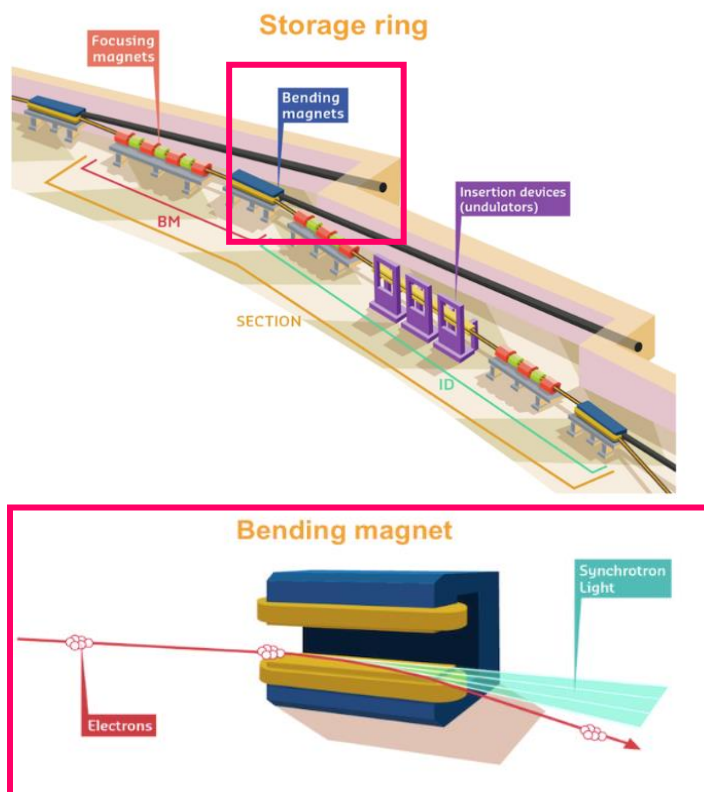 Storage ring
Focusing
magnets
Bending
magnets
Insertion devices
(undulators)
BM
SECTION
ID
Bending magnet
Synchrotron
Light
Electrons